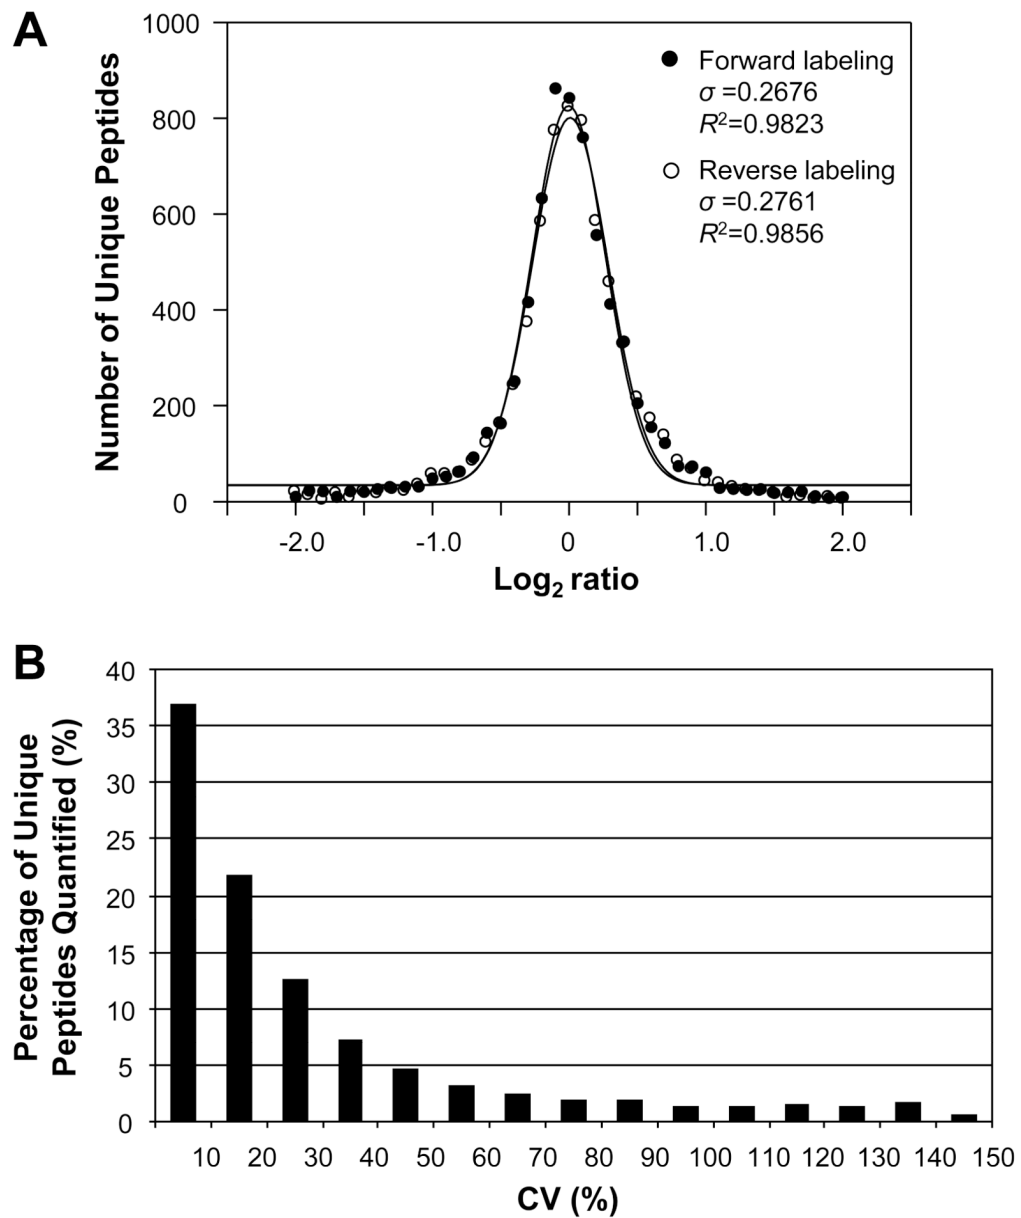 A
Number of Unique Peptides
1000
800
600
400
200
0
Forward labeling
σ =0.2676
R²=0.9823
Reverse labeling
σ =0.2761
R²=0.9856
-2.0 -1.0 0 1.0 2.0
Log₂ ratio
B
Percentage of Unique
Peptides Quantified (%)
40
35
30
25
20
15
10
5
0
10 20 30 40 50 60 70 80 90 100 110 120 130 140 150
CV (%)